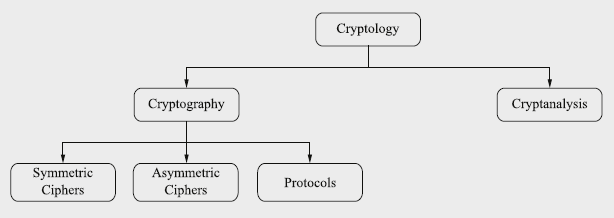 Cryptology
Cryptography
Cryptanalysis
Symmetric
Ciphers
Asymmetric
Ciphers
Protocols